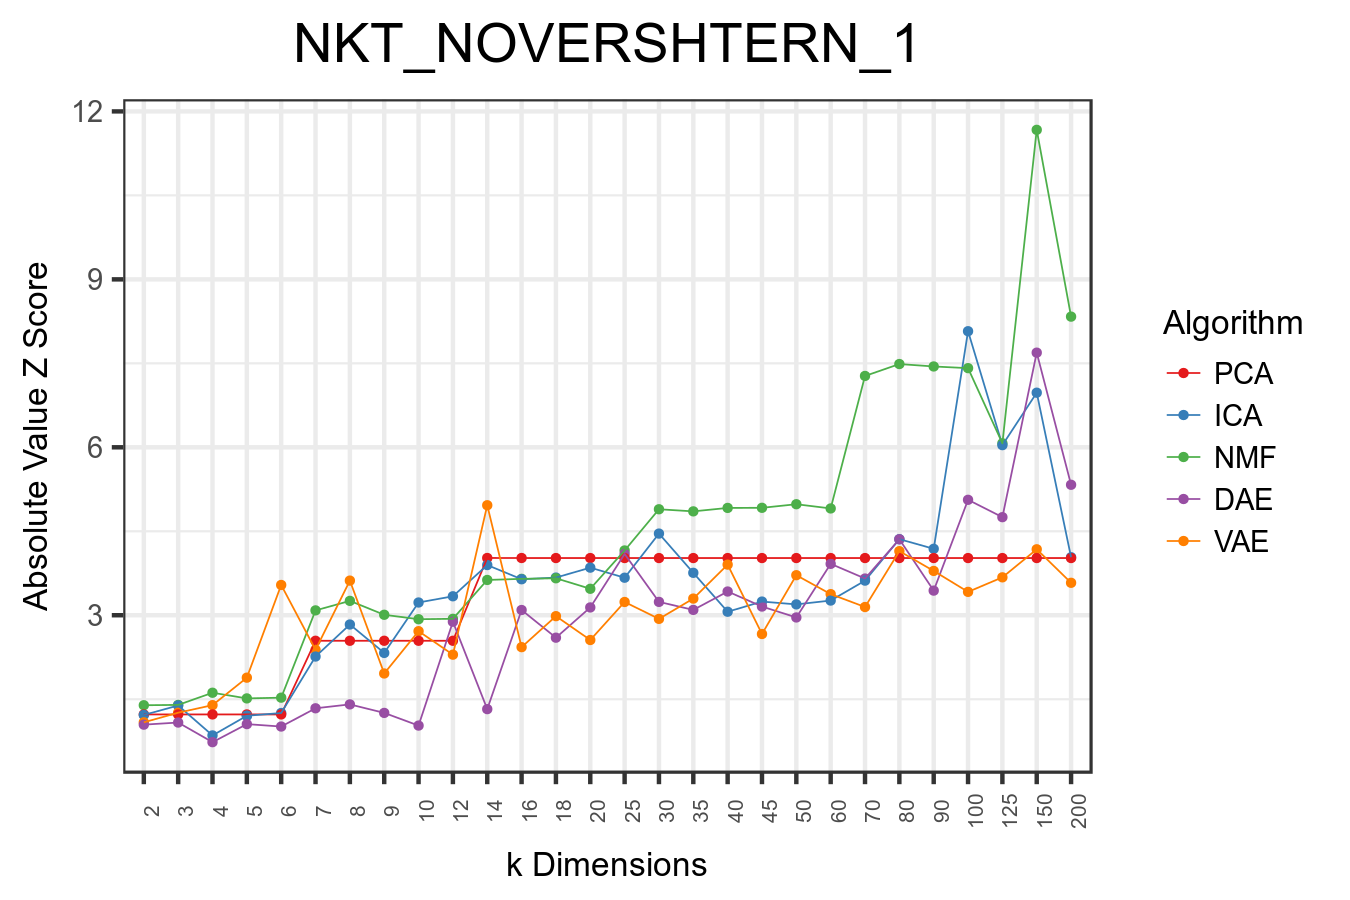 NKT_NOVERSHTERN_1
Absolute Value Z Score
12
9
6
3
2 3 4 5 6 7 8 9 10 12 14 16 18 20 25 30 35 40 45 50 60 70 80 90 100 125 150 200
k Dimensions
Algorithm
PCA
ICA
NMF
DAE
VAE